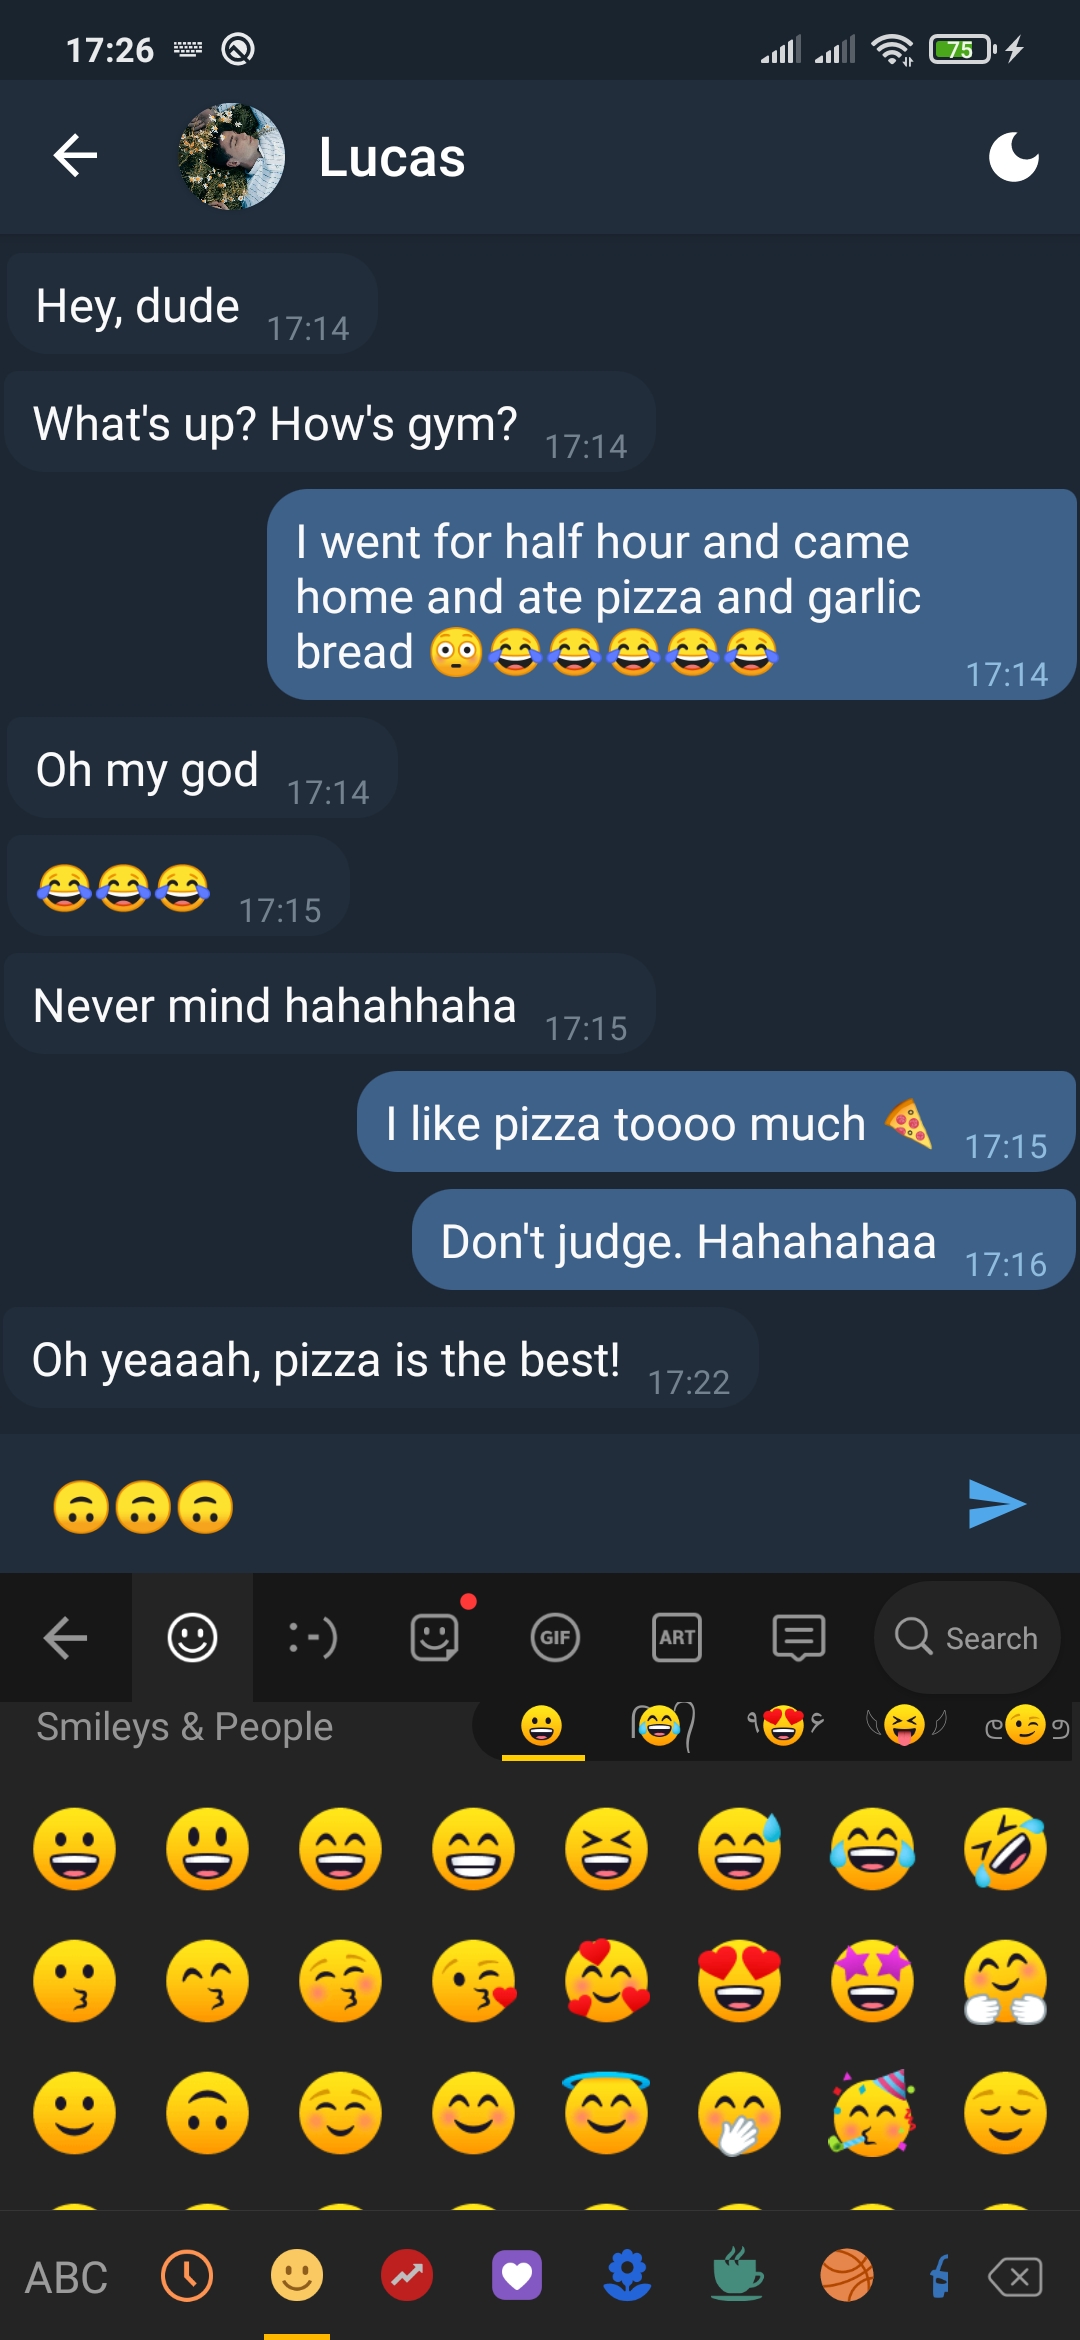 17:26
75
Lucas
Hey, dude 17:14
What's up? How's gym? 17:14
I went for half hour and came
home and ate pizza and garlic
bread 😳😂😂😂😂😂 17:14
Oh my god 17:14
😂😂😂 17:15
Never mind hahahhaha 17:15
I like pizza toooo much 🍕 17:15
Don't judge. Hahahahaa 17:16
Oh yeaaah, pizza is the best! 17:22
🙃🙃🙃
:-) GIF ART Search
Smileys & People
ABC